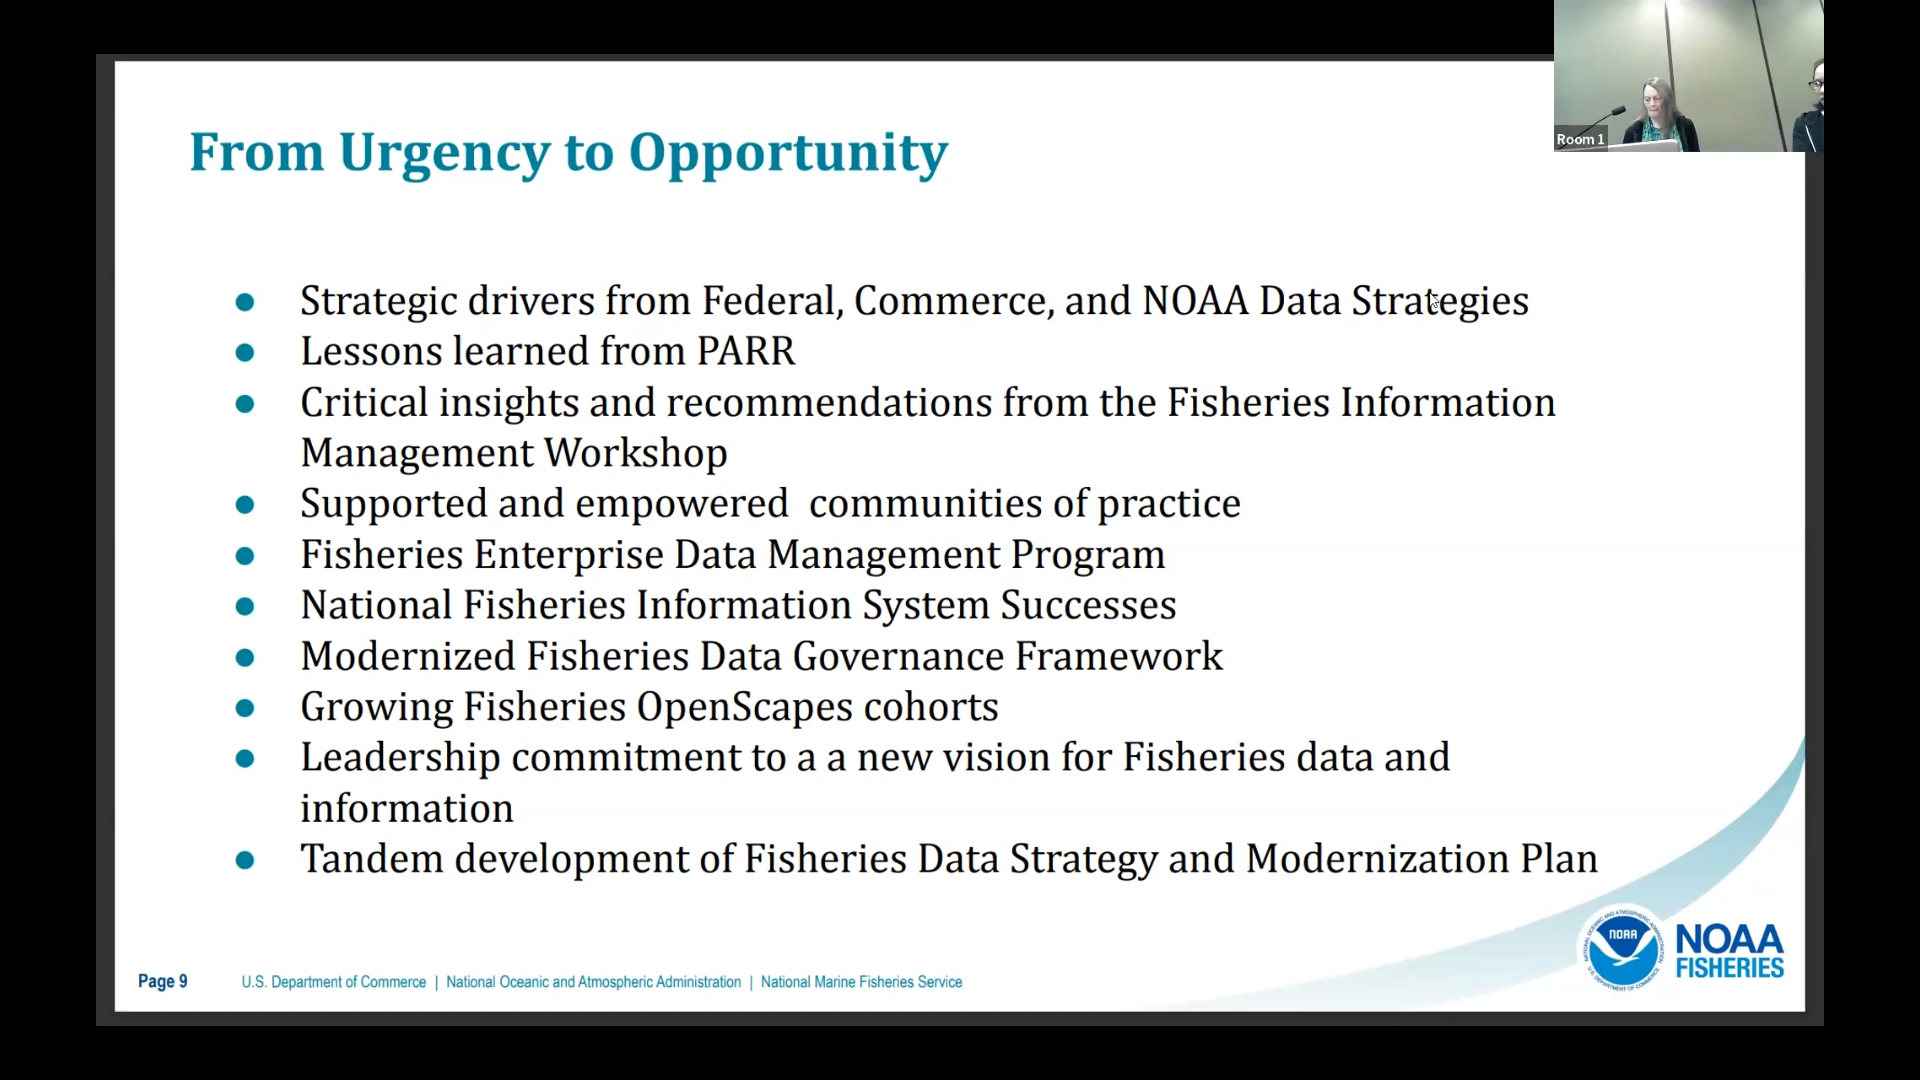 Room 1
From Urgency to Opportunity
● Strategic drivers from Federal, Commerce, and NOAA Data Strategies
● Lessons learned from PARR
● Critical insights and recommendations from the Fisheries Information
Management Workshop
● Supported and empowered  communities of practice
● Fisheries Enterprise Data Management Program
● National Fisheries Information System Successes
● Modernized Fisheries Data Governance Framework
● Growing Fisheries OpenScapes cohorts
● Leadership commitment to a a new vision for Fisheries data and
information
● Tandem development of Fisheries Data Strategy and Modernization Plan
NOAA
NOAA
FISHERIES
Page 9
U.S. Department of Commerce | National Oceanic and Atmospheric Administration | National Marine Fisheries Service